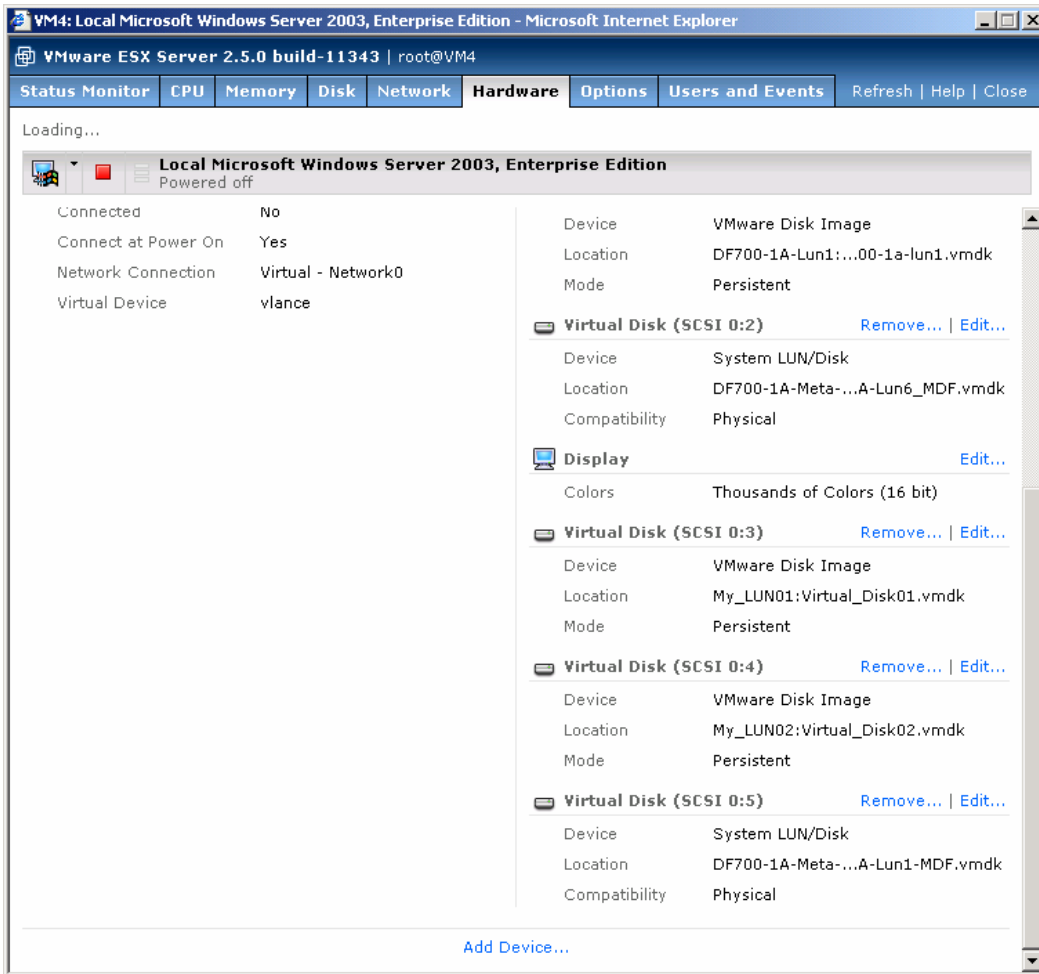 VM4: Local Microsoft Windows Server 2003, Enterprise Edition - Microsoft Internet Explorer
VMware ESX Server 2.5.0 build-11343 | root@VM4
Status Monitor CPU Memory Disk Network Hardware Options Users and Events Refresh | Help | Close
Loading...
Local Microsoft Windows Server 2003, Enterprise Edition
Powered off
Connected No
Connect at Power On Yes
Network Connection Virtual - Network0
Virtual Device vlance
Device VMware Disk Image
Location DF700-1A-Lun1:...00-1a-lun1.vmdk
Mode Persistent
Virtual Disk (SCSI 0:2) Remove... | Edit...
Device System LUN/Disk
Location DF700-1A-Meta-...A-Lun6_MDF.vmdk
Compatibility Physical
Display Edit...
Colors Thousands of Colors (16 bit)
Virtual Disk (SCSI 0:3) Remove... | Edit...
Device VMware Disk Image
Location My_LUN01:Virtual_Disk01.vmdk
Mode Persistent
Virtual Disk (SCSI 0:4) Remove... | Edit...
Device VMware Disk Image
Location My_LUN02:Virtual_Disk02.vmdk
Mode Persistent
Virtual Disk (SCSI 0:5) Remove... | Edit...
Device System LUN/Disk
Location DF700-1A-Meta-...A-Lun1-MDF.vmdk
Compatibility Physical
Add Device...